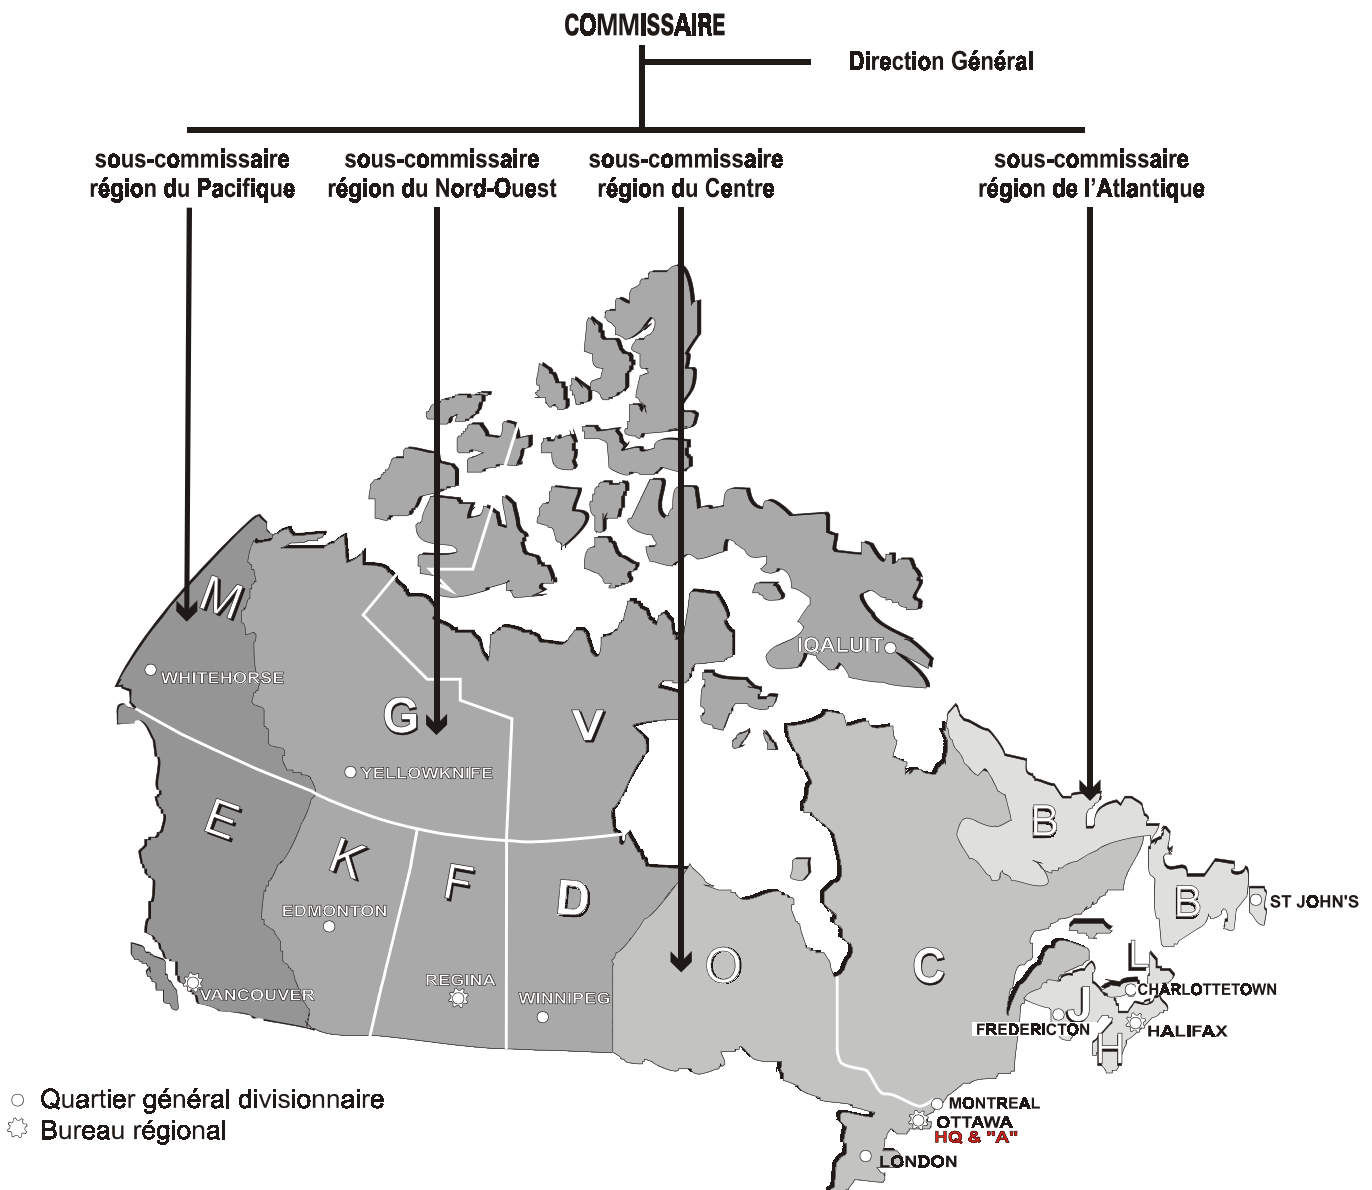 COMMISSAIRE
Direction Général
sous-commissaire
région du Pacifique
sous-commissaire
région du Nord-Ouest
sous-commissaire
région du Centre
sous-commissaire
région de l'Atlantique
M
WHITEHORSE
IQALUIT
G
V
YELLOWKNIFE
E
K
F
D
B
EDMONTON
B
ST JOHN'S
O
C
L
REGINA
VANCOUVER
WINNIPEG
CHARLOTTETOWN
J
FREDERICTON
HALIFAX
H
Quartier général divisionnaire
Bureau régional
MONTREAL
OTTAWA
HQ & "A"
LONDON